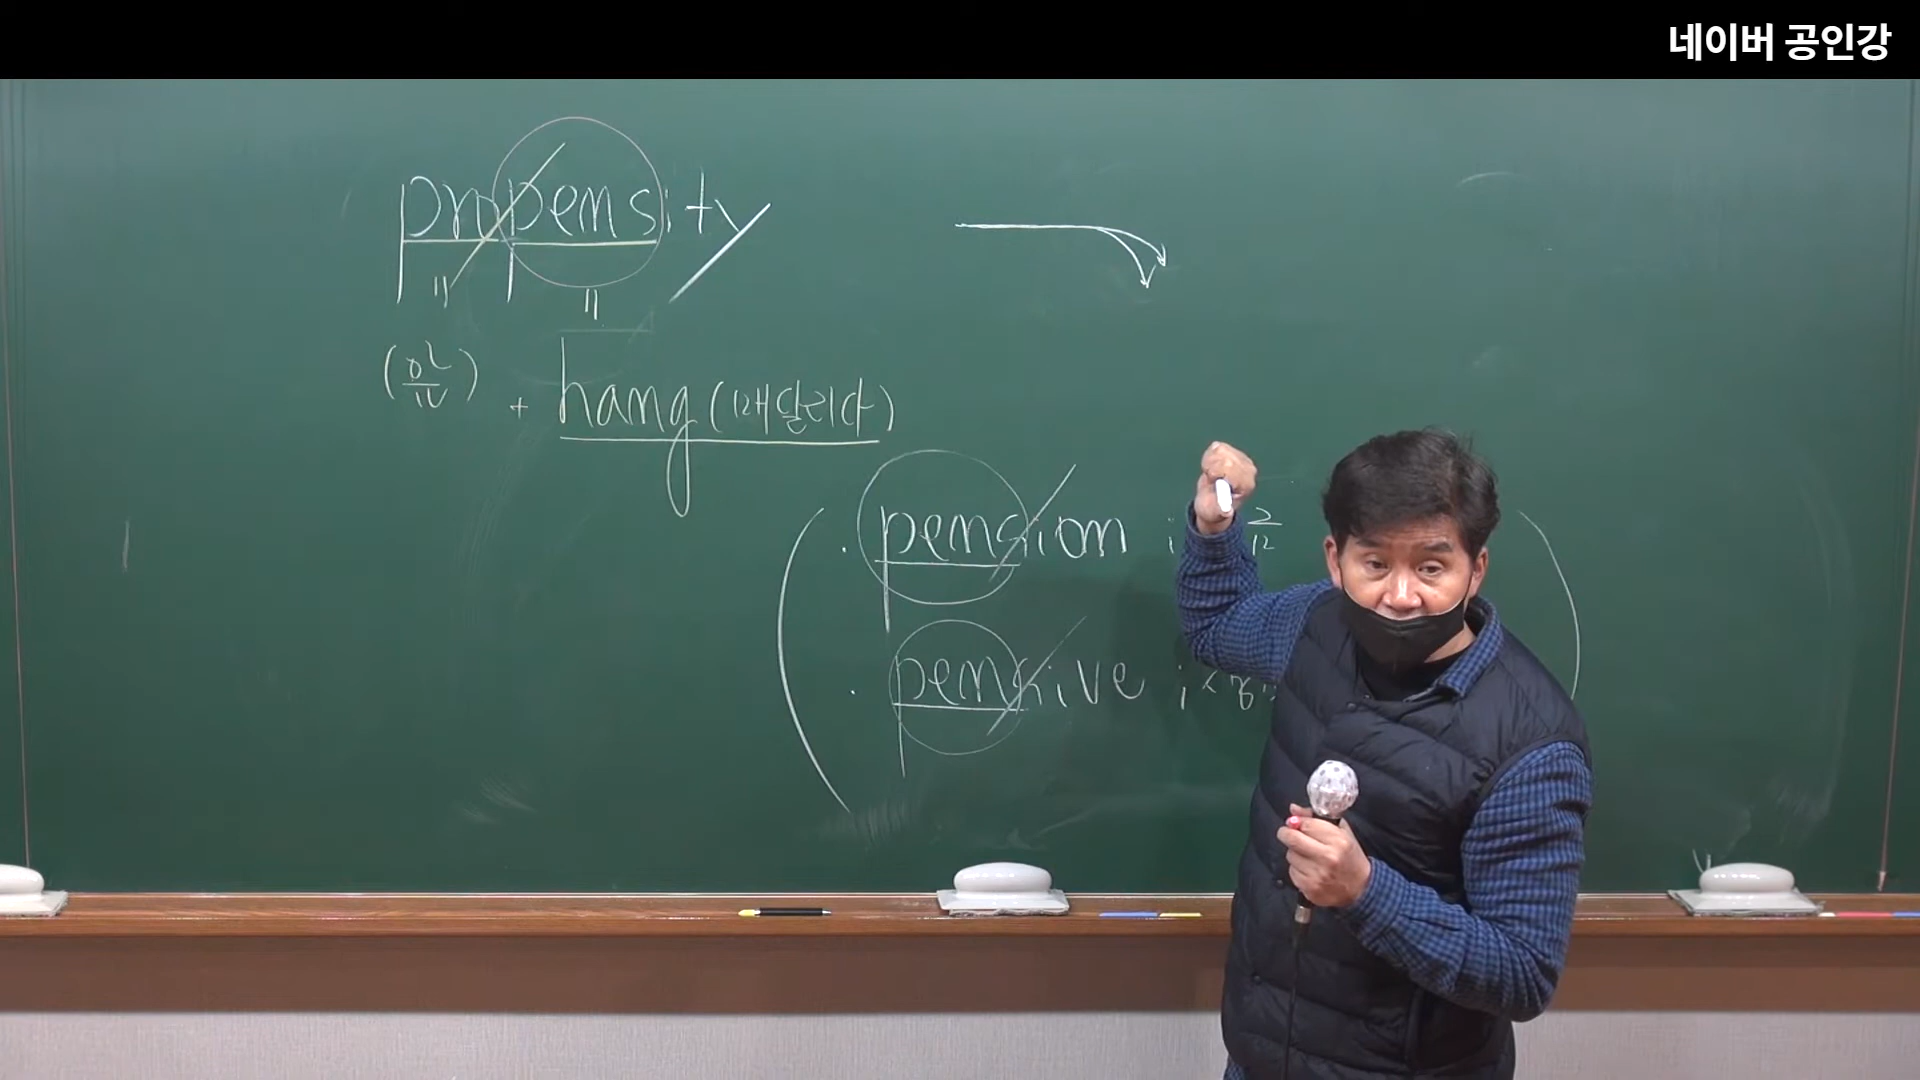 네이버 공인강
propensity
〃 〃
(앞) + hang (매달리다)
· pension ;
· pensive ;